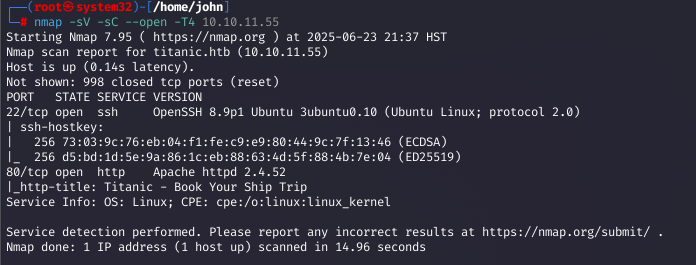 ┌──(root㉿system32)-[/home/john]
└─# nmap -sV -sC --open -T4 10.10.11.55
Starting Nmap 7.95 ( https://nmap.org ) at 2025-06-23 21:37 HST
Nmap scan report for titanic.htb (10.10.11.55)
Host is up (0.14s latency).
Not shown: 998 closed tcp ports (reset)
PORT   STATE SERVICE VERSION
22/tcp open  ssh     OpenSSH 8.9p1 Ubuntu 3ubuntu0.10 (Ubuntu Linux; protocol 2.0)
| ssh-hostkey:
|   256 73:03:9c:76:eb:04:f1:fe:c9:e9:80:44:9c:7f:13:46 (ECDSA)
|_  256 d5:bd:1d:5e:9a:86:1c:eb:88:63:4d:5f:88:4b:7e:04 (ED25519)
80/tcp open  http    Apache httpd 2.4.52
|_http-title: Titanic - Book Your Ship Trip
Service Info: OS: Linux; CPE: cpe:/o:linux:linux_kernel

Service detection performed. Please report any incorrect results at https://nmap.org/submit/ .
Nmap done: 1 IP address (1 host up) scanned in 14.96 seconds